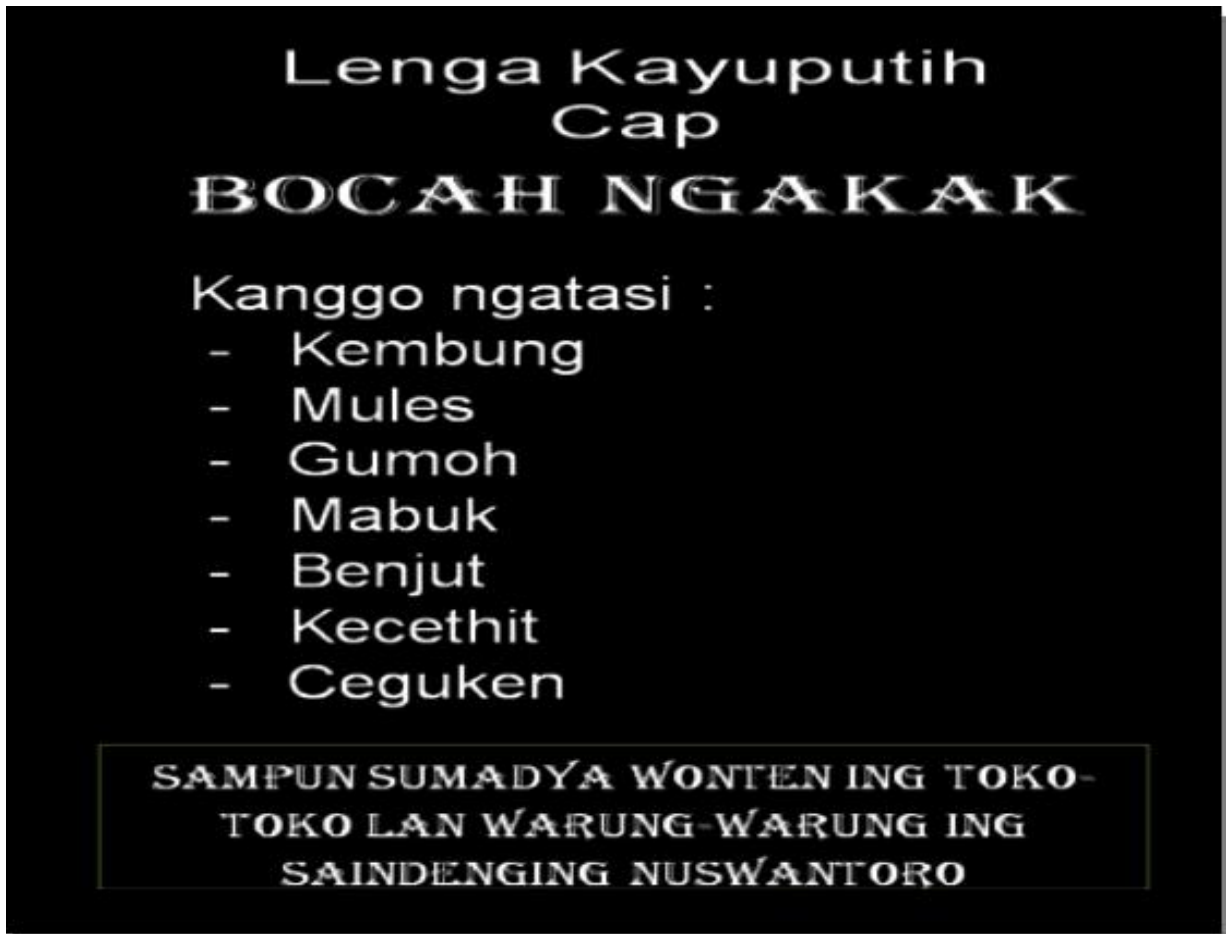 Lenga Kayuputih
Cap
BOCAH NGAKAK
Kanggo ngatasi :
- Kembung
- Mules
- Gumoh
- Mabuk
- Benjut
- Kecethit
- Ceguken
SAMPUN SUMADYA WONTEN ING TOKO-
TOKO LAN WARUNG-WARUNG ING
SAINDENGING NUSWANTORO